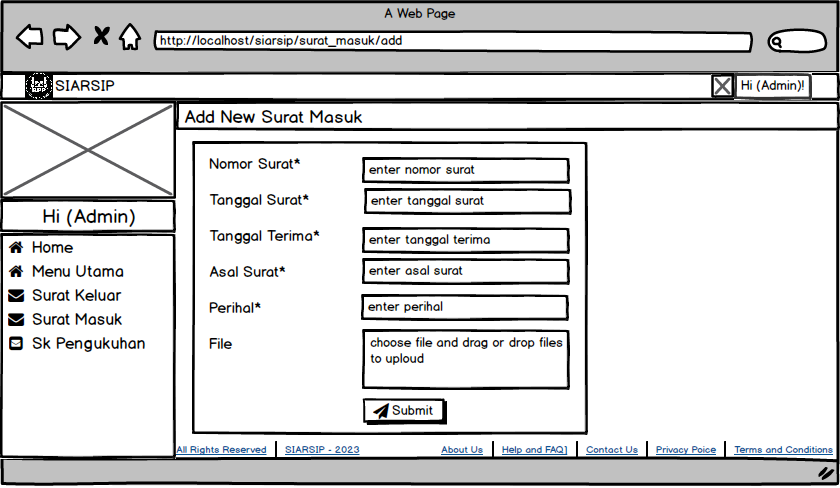 A Web Page
http://localhost/siarsip/surat_masuk/add
SIARSIP
Hi (Admin)!
Add New Surat Masuk
Hi (Admin)
Home
Menu Utama
Surat Keluar
Surat Masuk
Sk Pengukuhan
Nomor Surat*
enter nomor surat
Tanggal Surat*
enter tanggal surat
Tanggal Terima*
enter tanggal terima
Asal Surat*
enter asal surat
Perihal*
enter perihal
File
choose file and drag or drop files
to uploud
Submit
All Rights Reserved
SIARSIP - 2023
About Us
Help and FAQ]
Contact Us
Privacy Poice
Terms and Conditions